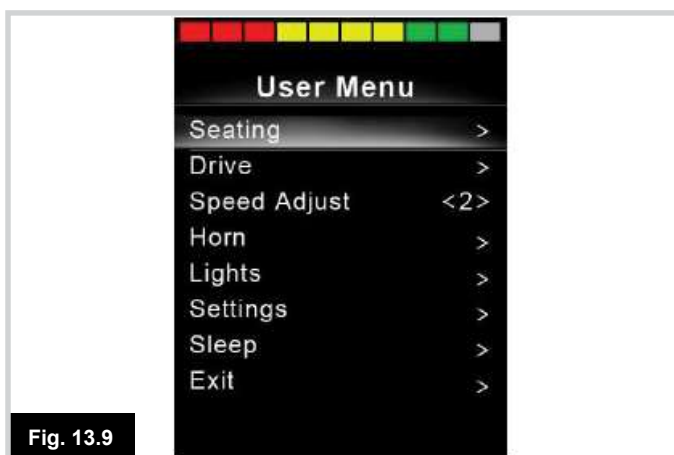 User Menu
Seating >
Drive >
Speed Adjust <2>
Horn >
Lights >
Settings >
Sleep >
Exit >
Fig. 13.9